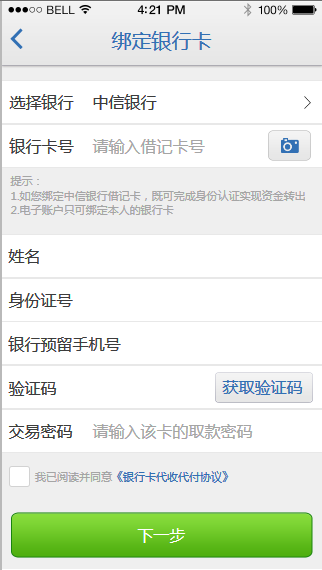 BELL 4:21 PM 100%
绑定银行卡
选择银行 中信银行
银行卡号 请输入借记卡号
提示：
1.如您绑定中信银行借记卡，既可完成身份认证实现资金转出
2.电子账户只可绑定本人的银行卡
姓名
身份证号
银行预留手机号
验证码 获取验证码
交易密码 请输入该卡的取款密码
我已阅读并同意《银行卡代收代付协议》
下一步